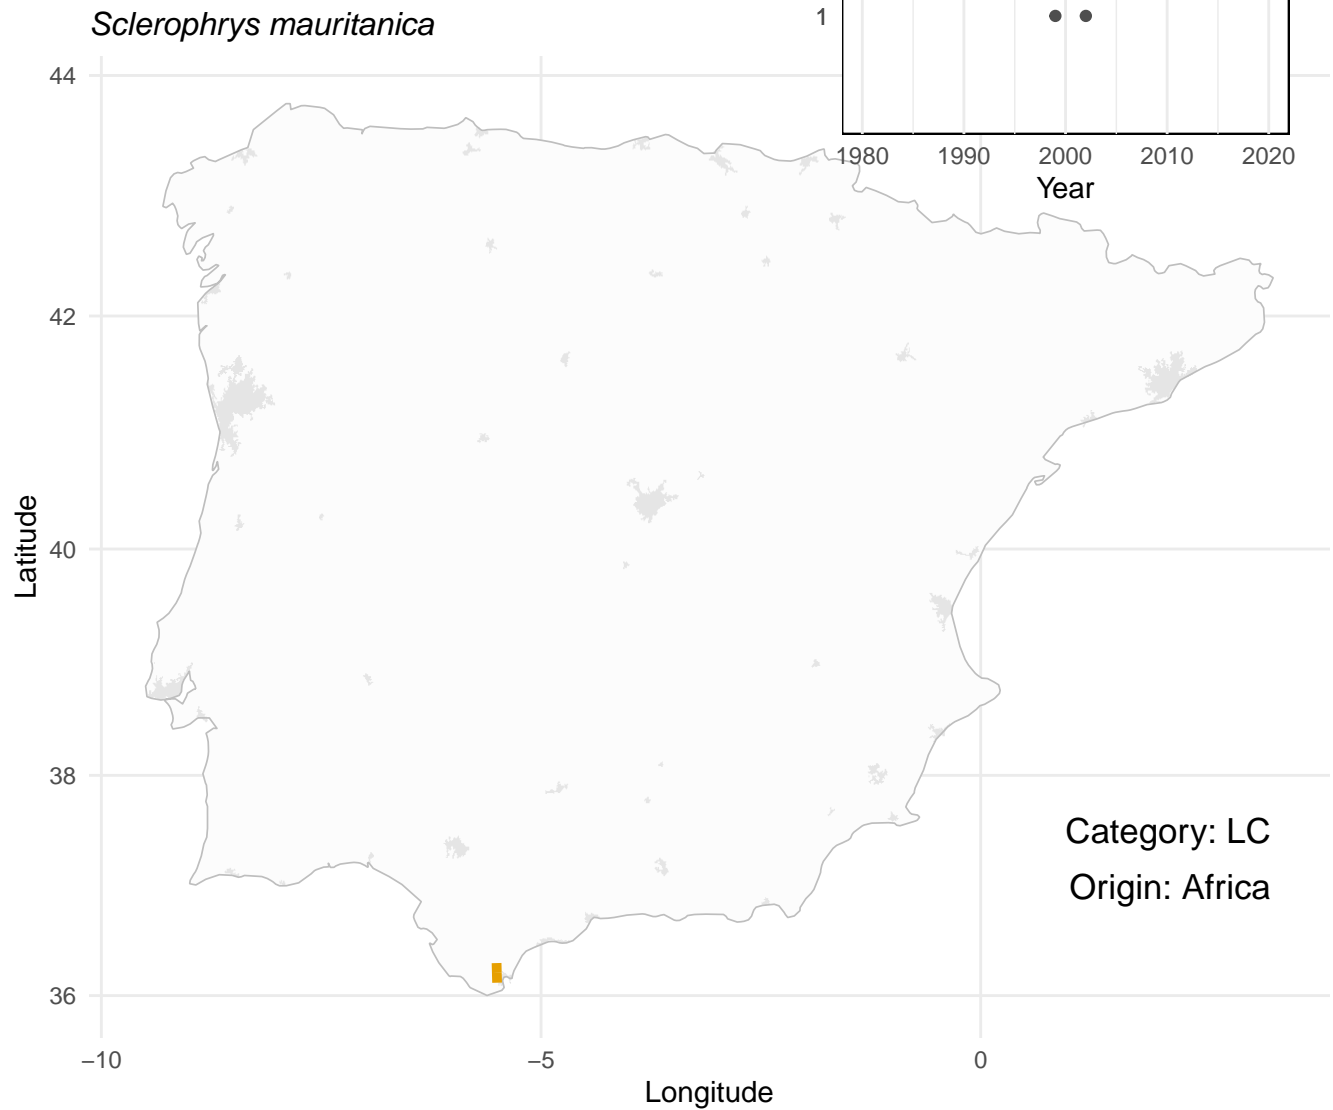 Sclerophrys mauritanica
1
1980 1990 2000 2010 2020
Year
44
42
40
38
36
Latitude
Category: LC
Origin: Africa
−10 −5 0
Longitude